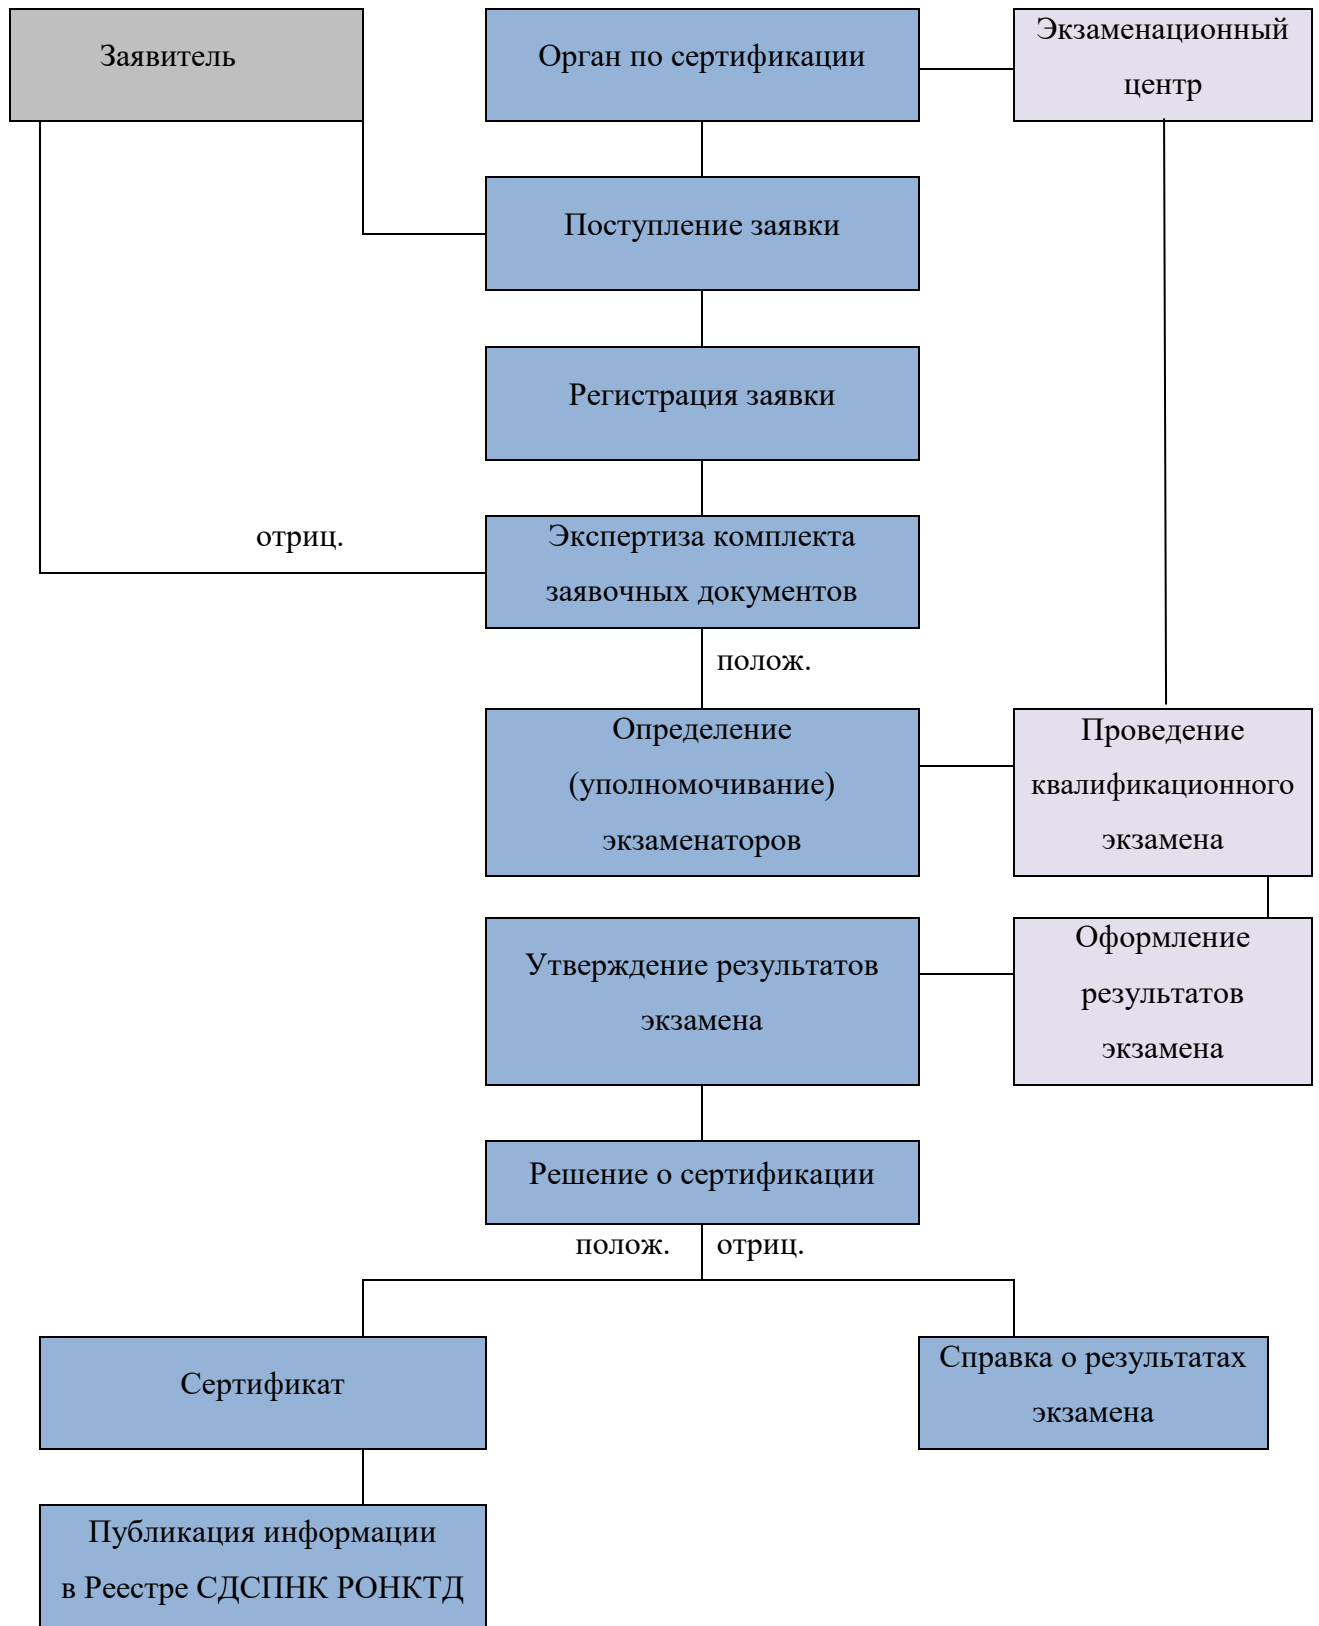 Заявитель
Орган по сертификации
Экзаменационный
центр
Поступление заявки
Регистрация заявки
отриц.
Экспертиза комплекта
заявочных документов
полож.
Определение
(уполномочивание)
экзаменаторов
Проведение
квалификационного
экзамена
Утверждение результатов
экзамена
Оформление
результатов
экзамена
Решение о сертификации
полож.
отриц.
Сертификат
Справка о результатах
экзамена
Публикация информации
в Реестре СДСПНК РОНКТД